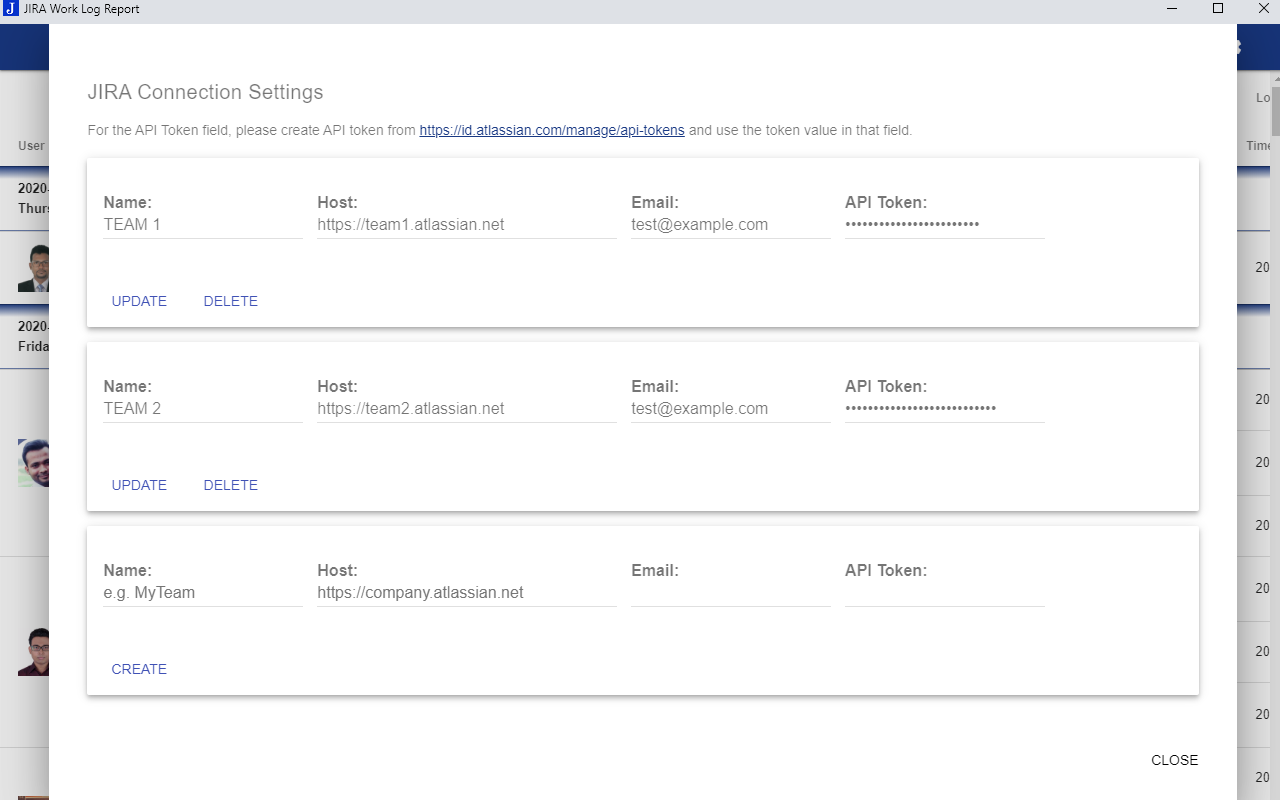 J JIRA Work Log Report
JIRA Connection Settings
For the API Token field, please create API token from https://id.atlassian.com/manage/api-tokens and use the token value in that field.
Lo
User
Time
2020-
Thurs
Name: Host: Email: API Token:
TEAM 1 https://team1.atlassian.net test@example.com ••••••••••••••••••••••••
20
UPDATE DELETE
2020-
Frida
Name: Host: Email: API Token:
TEAM 2 https://team2.atlassian.net test@example.com •••••••••••••••••••••••••••
20
20
UPDATE DELETE
20
Name: Host: Email: API Token:
e.g. MyTeam https://company.atlassian.net
20
20
CREATE
20
CLOSE
20